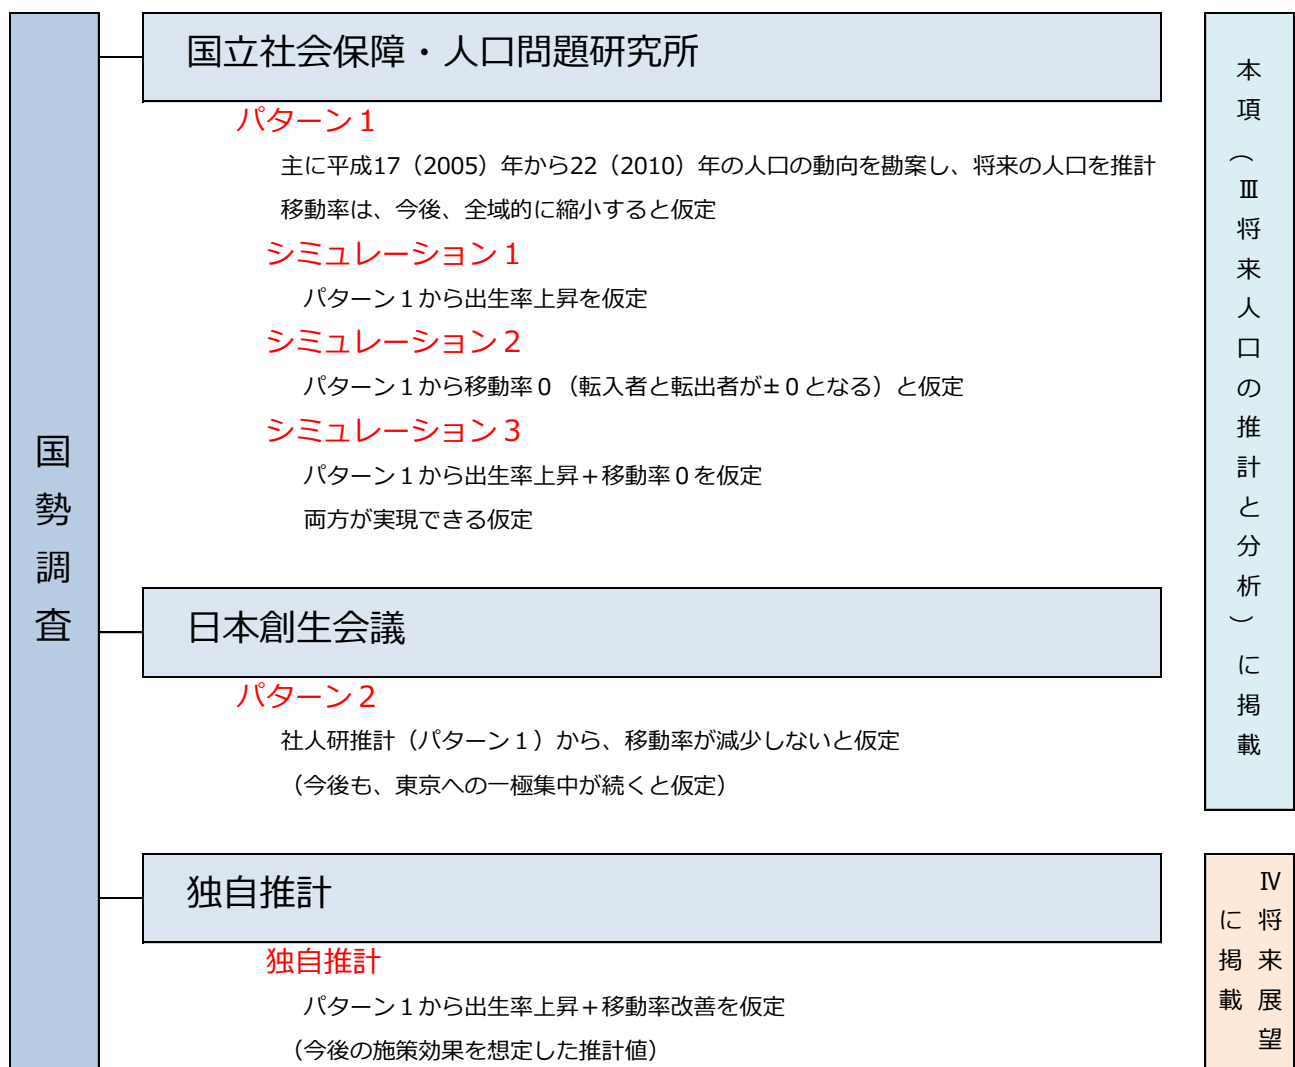 国勢調査
国立社会保障・人口問題研究所
パターン１
主に平成17（2005）年から22（2010）年の人口の動向を勘案し、将来の人口を推計
移動率は、今後、全域的に縮小すると仮定
シミュレーション１
パターン１から出生率上昇を仮定
シミュレーション２
パターン１から移動率０（転入者と転出者が±０となる）と仮定
シミュレーション３
パターン１から出生率上昇＋移動率０を仮定
両方が実現できる仮定
日本創生会議
パターン２
社人研推計（パターン１）から、移動率が減少しないと仮定
（今後も、東京への一極集中が続くと仮定）
独自推計
独自推計
パターン１から出生率上昇＋移動率改善を仮定
（今後の施策効果を想定した推計値）
本項（Ⅲ将来人口の推計と分析）に掲載
Ⅳ将来展望
に掲載